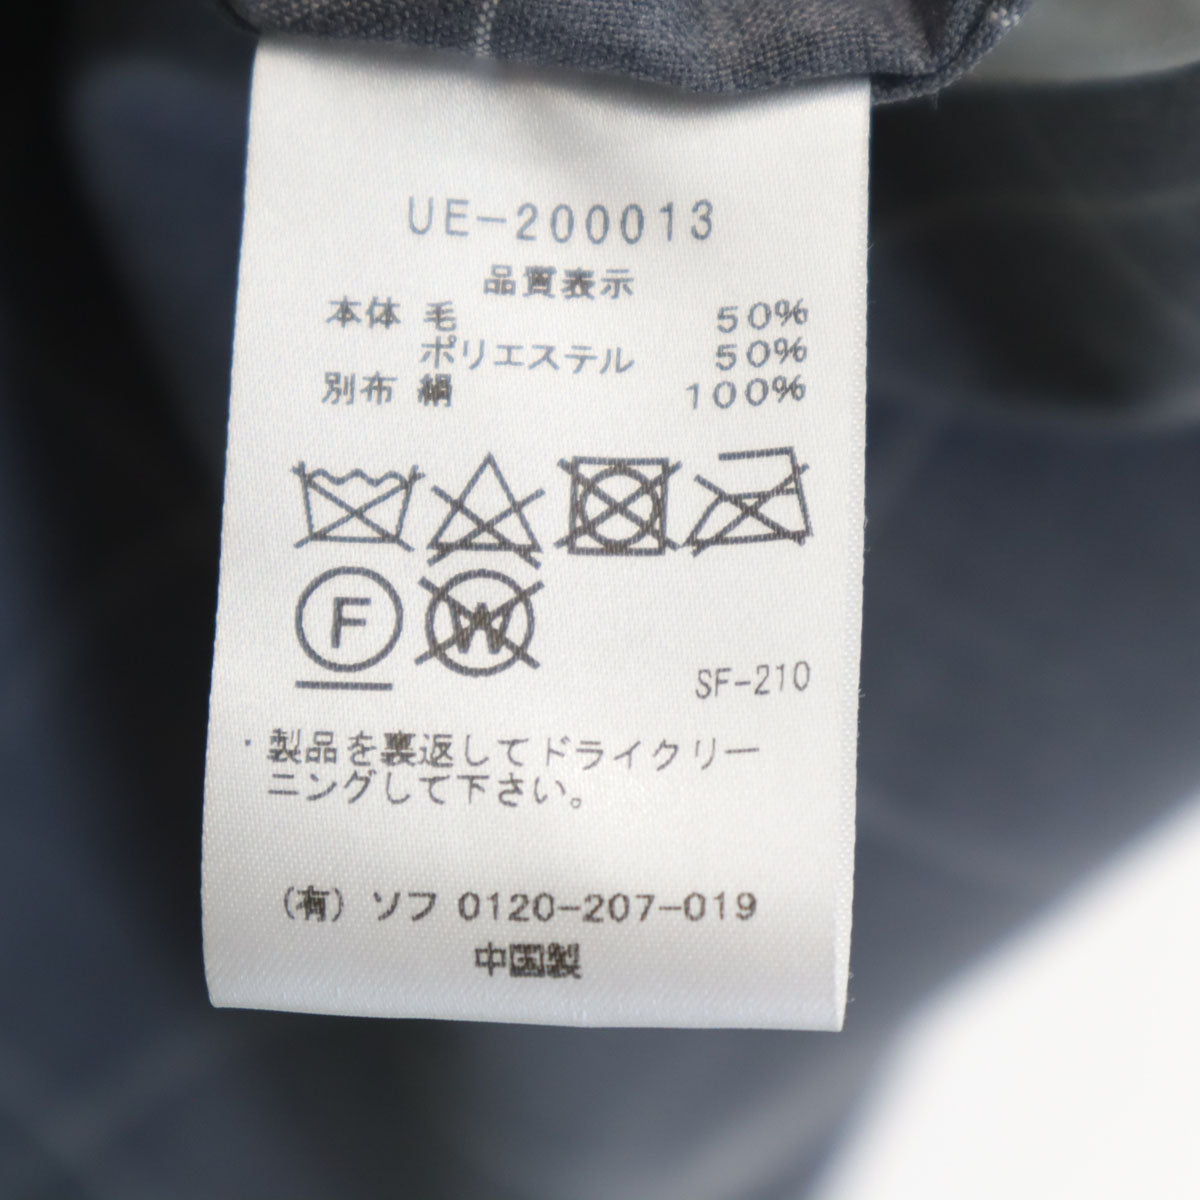 UE-200013
品質表示
本体 毛 50%
ポリエステル 50%
別布 絹 100%
F W
SF-210
・製品を裏返してドライクリー
ニングして下さい。
(有) ソフ 0120-207-019
中国製